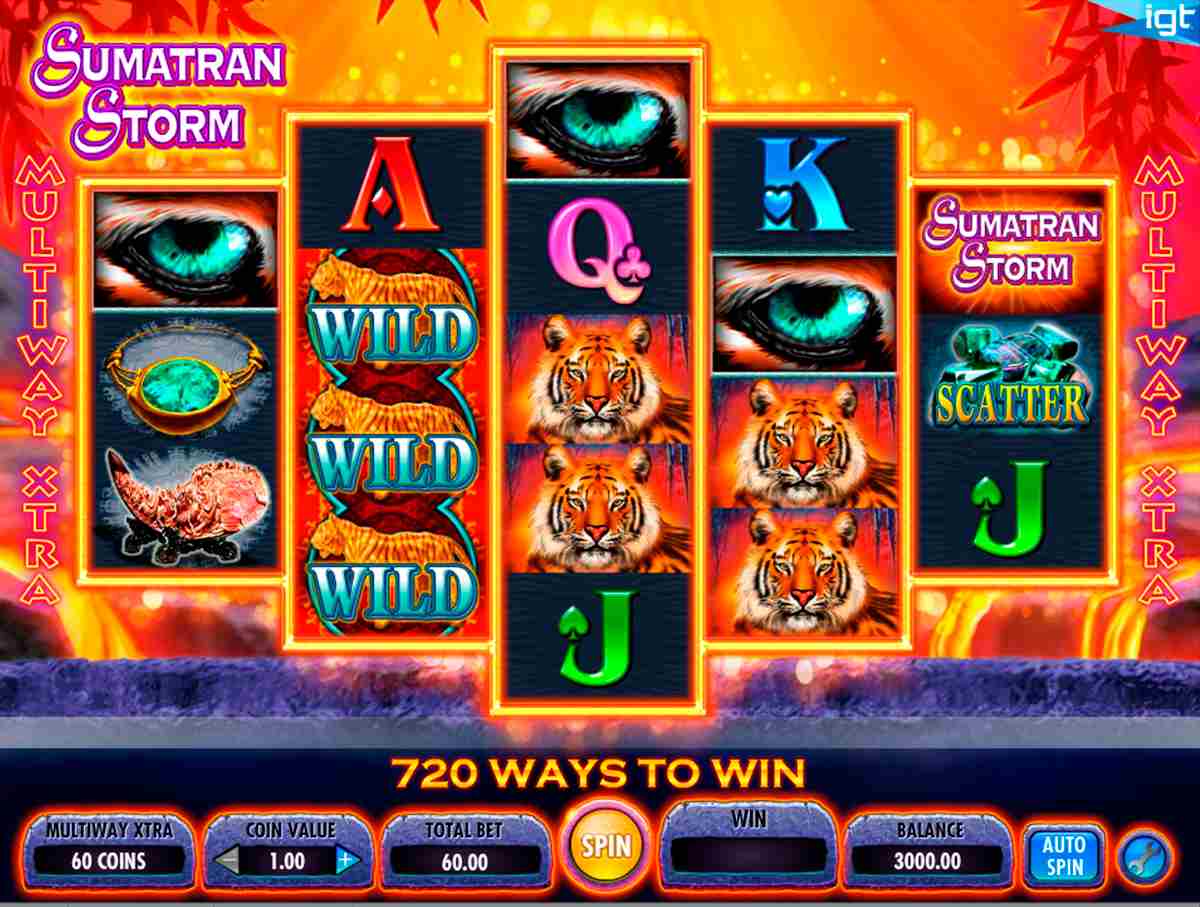 igt
SUMATRAN
STORM
MULTIWAY XTRA
MULTIWAY XTRA
A
K
Q
SUMATRAN
STORM
WILD
WILD
WILD
SCATTER
J
J
720 WAYS TO WIN
MULTIWAY XTRA
60 COINS
COIN VALUE
- 1.00 +
TOTAL BET
60.00
SPIN
WIN
BALANCE
3000.00
AUTO
SPIN